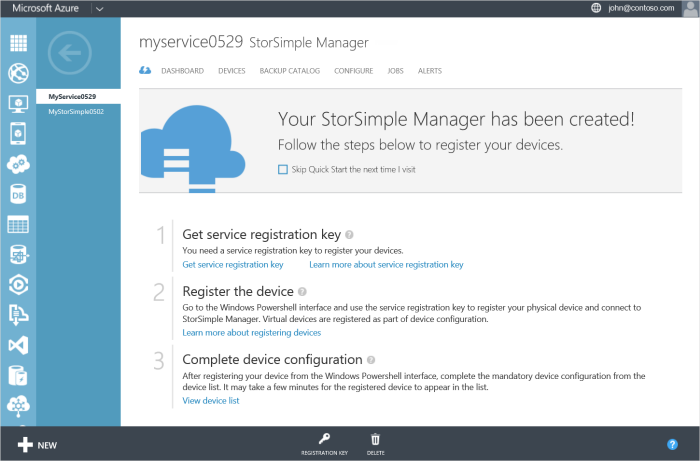 Microsoft Azure
john@contoso.com
MyService0529
MyStorSimple0502
myservice0529 StorSimple Manager
DASHBOARD DEVICES BACKUP CATALOG CONFIGURE JOBS ALERTS
Your StorSimple Manager has been created!
Follow the steps below to register your devices.
Skip Quick Start the next time I visit
1 Get service registration key ?
You need a service registration key to register your devices.
Get service registration key Learn more about service registration key
2 Register the device ?
Go to the Windows Powershell interface and use the service registration key to register your physical device and connect to
StorSimple Manager. Virtual devices are registered as part of device configuration.
Learn more about registering devices
3 Complete device configuration ?
After registering your device from the Windows Powershell interface, complete the mandatory device configuration from the
device list. It may take a few minutes for the registered device to appear in the list.
View device list
DB
NEW
REGISTRATION KEY
DELETE
?